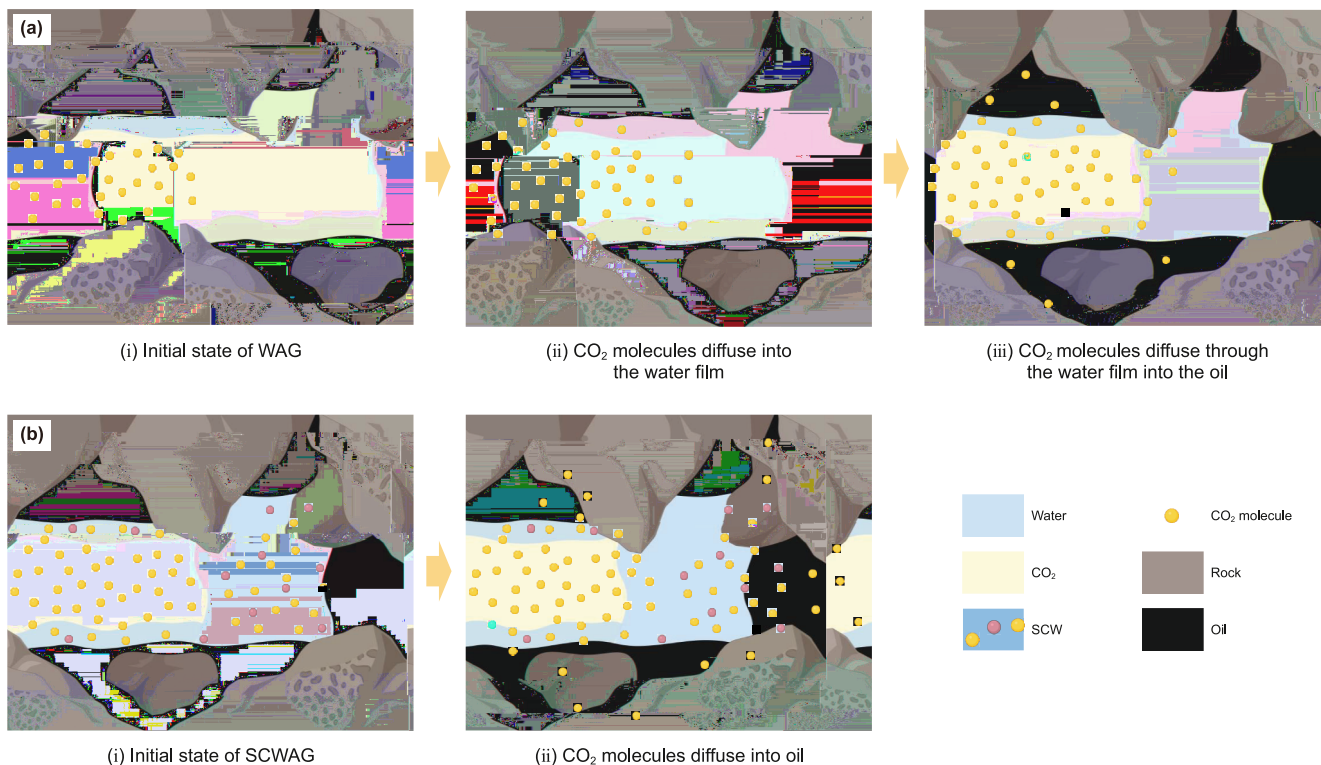 (a)
(i) Initial state of WAG
(ii) CO₂ molecules diffuse into
the water film
(iii) CO₂ molecules diffuse through
the water film into the oil
(b)
Water
CO₂ molecule
CO₂
Rock
SCW
Oil
(i) Initial state of SCWAG
(ii) CO₂ molecules diffuse into oil